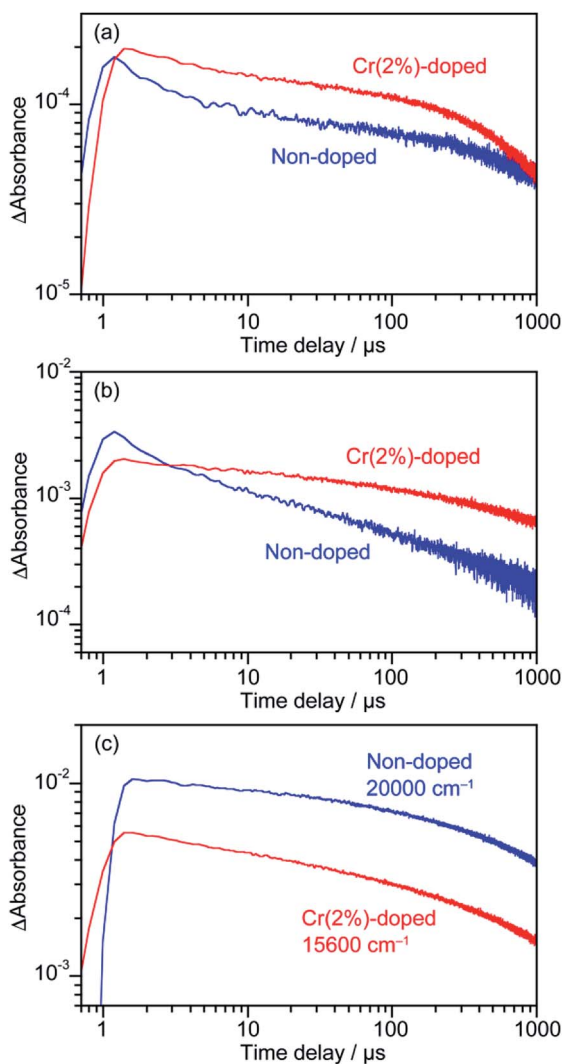 (a)
Cr(2%)-doped
10⁻⁴
Non-doped
ΔAbsorbance
10⁻⁵
1 10 100 1000
Time delay / µs
10⁻²
(b)
Cr(2%)-doped
10⁻³
Non-doped
ΔAbsorbance
10⁻⁴
1 10 100 1000
Time delay / µs
(c)
Non-doped
20000 cm⁻¹
10⁻²
ΔAbsorbance
Cr(2%)-doped
15600 cm⁻¹
10⁻³
1 10 100 1000
Time delay / µs